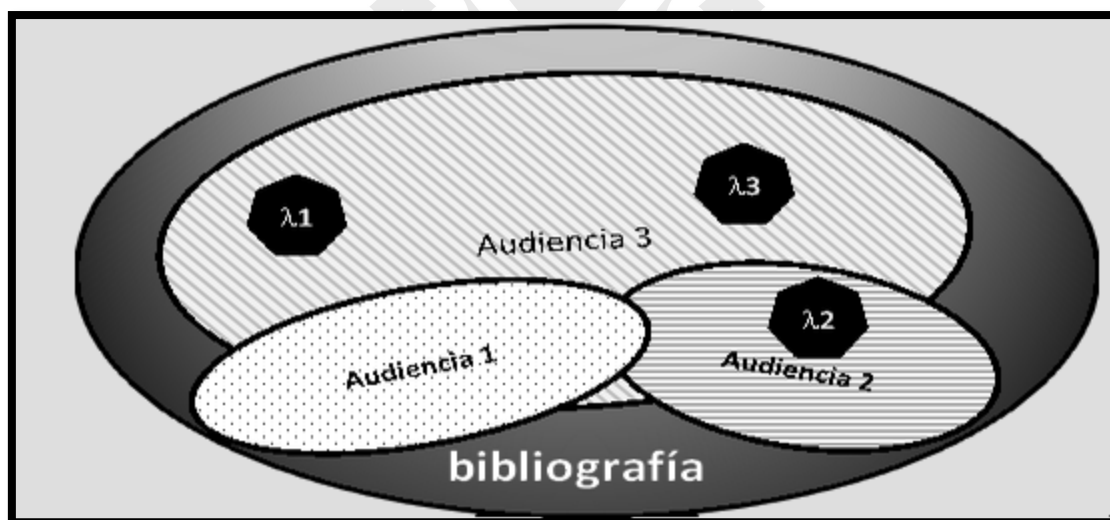 λ1
λ3
Audiencia 3
λ2
Audiencia 1
Audiencia 2
bibliografía